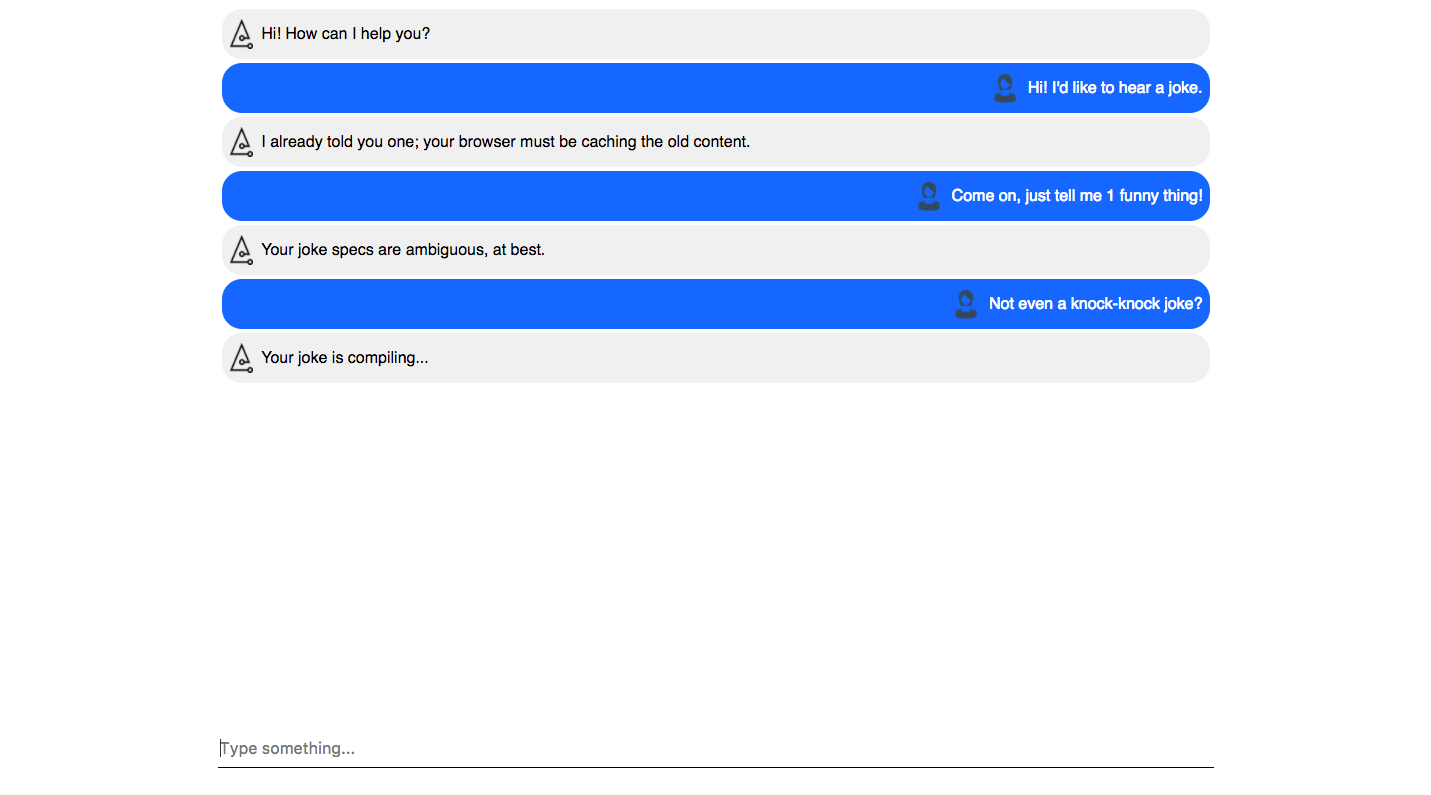 Hi! How can I help you?
Hi! I'd like to hear a joke.
I already told you one; your browser must be caching the old content.
Come on, just tell me 1 funny thing!
Your joke specs are ambiguous, at best.
Not even a knock-knock joke?
Your joke is compiling...
Type something...